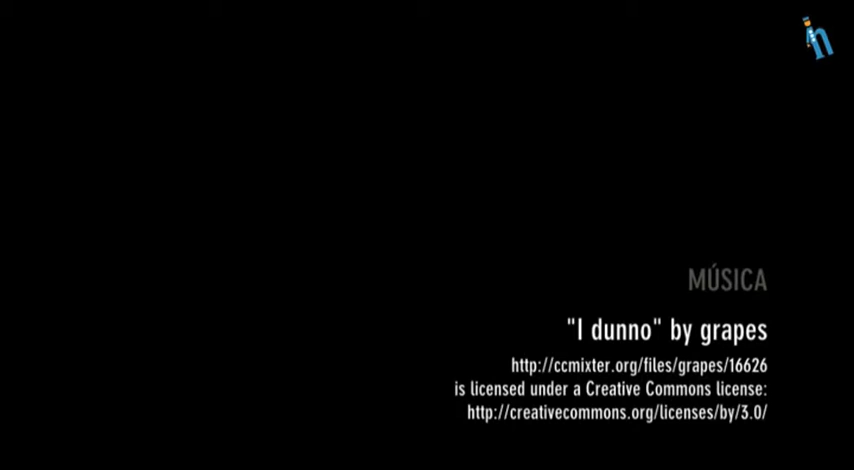 MÚSICA
"I dunno" by grapes
http://ccmixter.org/files/grapes/16626
is licensed under a Creative Commons license:
http://creativecommons.org/licenses/by/3.0/